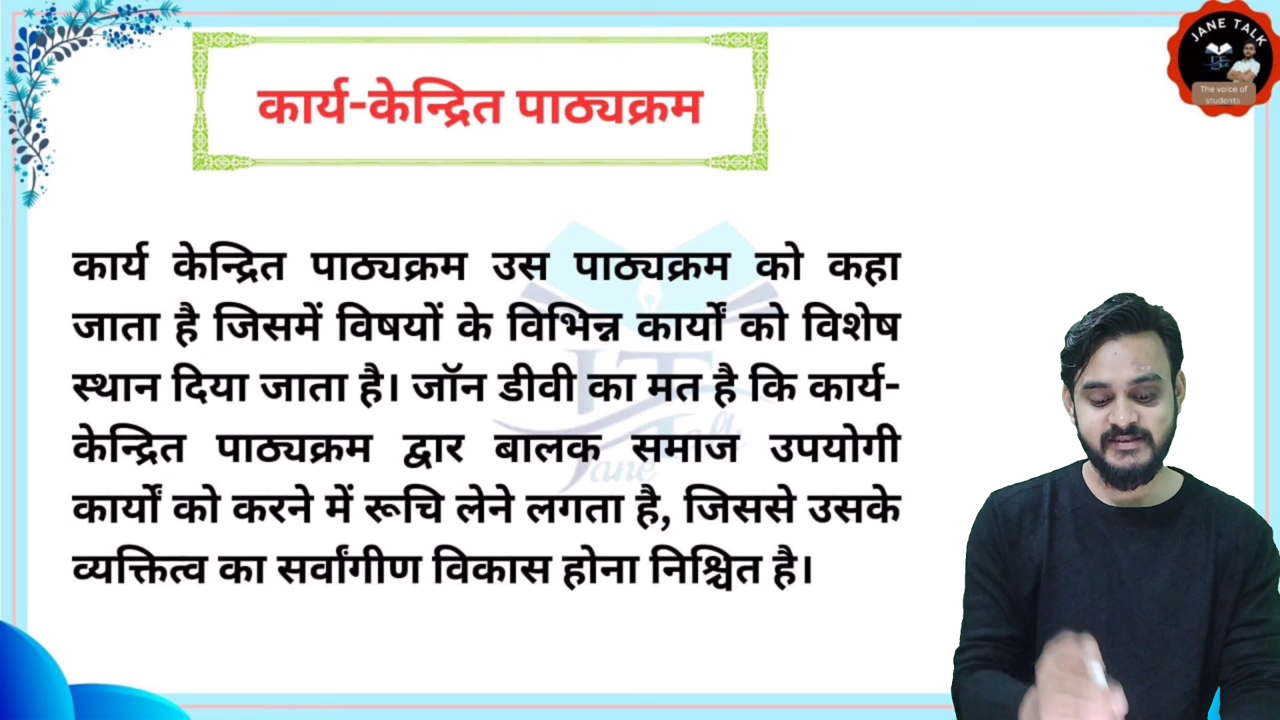 कार्य-केन्द्रित पाठ्यक्रम
JANE TALK
The voice of
students
कार्य केन्द्रित पाठ्यक्रम उस पाठ्यक्रम को कहा
जाता है जिसमें विषयों के विभिन्न कार्यों को विशेष
स्थान दिया जाता है। जॉन डीवी का मत है कि कार्य-
केन्द्रित पाठ्यक्रम द्वार बालक समाज उपयोगी
कार्यों को करने में रूचि लेने लगता है, जिससे उसके
व्यक्तित्व का सर्वांगीण विकास होना निश्चित है।